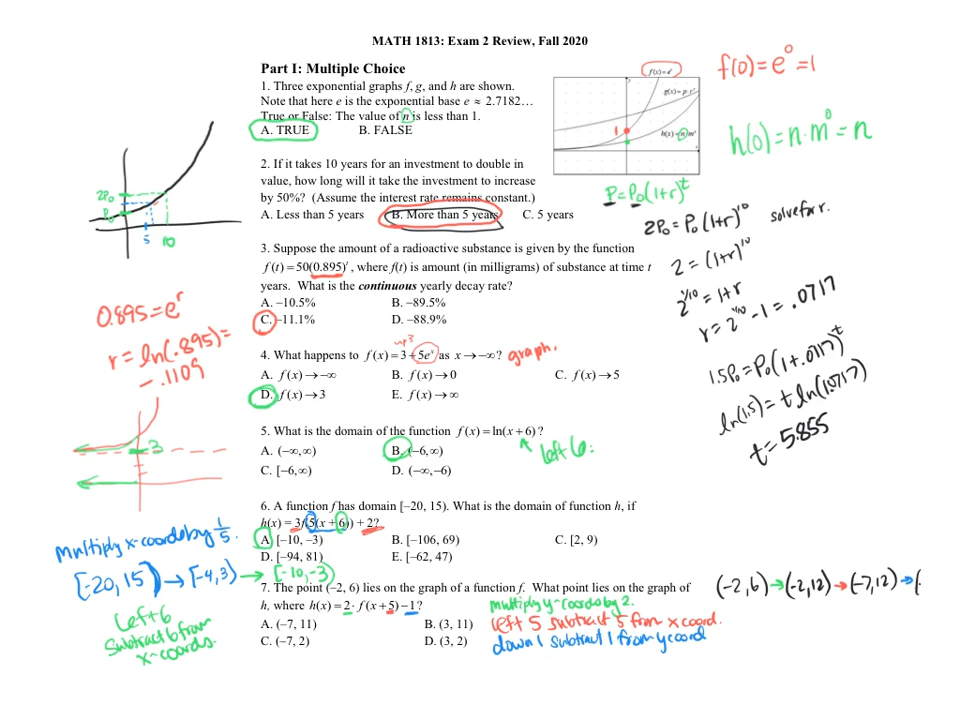 MATH 1813: Exam 2 Review, Fall 2020
Part I: Multiple Choice
1. Three exponential graphs f, g, and h are shown.
Note that here e is the exponential base e ≈ 2.7182…
True or False: The value of n is less than 1.
A. TRUE B. FALSE
f(x)=eˣ
g(x)=p·rˣ
h(x)=n·mˣ
1
f(0)=e⁰=1
h(0)=n·m⁰=n
2. If it takes 10 years for an investment to double in
value, how long will it take the investment to increase
by 50%? (Assume the interest rate remains constant.)
A. Less than 5 years B. More than 5 years C. 5 years
2P₀
P₀
5 10
P=P₀(1+r)ᵗ
2P₀=P₀(1+r)¹⁰ solve for r.
2=(1+r)¹⁰
2^1/10=1+r
r=2^1/10-1=.0717
1.5P₀=P₀(1+.0717)ᵗ
ln(1.5)=t ln(1.0717)
t=5.855
3. Suppose the amount of a radioactive substance is given by the function
f(t)=50(0.895)ᵗ, where f(t) is amount (in milligrams) of substance at time t
years. What is the continuous yearly decay rate?
A. –10.5% B. –89.5%
C. –11.1% D. –88.9%
0.895=eʳ
r=ln(.895)=
-.1109
up 3
4. What happens to f(x)=3+5eˣ as x→–∞? graph.
A. f(x)→–∞ B. f(x)→0 C. f(x)→5
D. f(x)→3 E. f(x)→∞
3
5. What is the domain of the function f(x)=ln(x+6)?
A. (–∞,∞) B. (–6,∞)
C. [–6,∞) D. (–∞,–6)
left 6:
6. A function f has domain [–20, 15). What is the domain of function h, if
h(x) = 3f(5(x + 6)) + 2?
A. [–10, –3) B. [–106, 69) C. [2, 9)
D. [–94, 81) E. [–62, 47)
multiply x-coords by 1/5.
[-20,15)→[-4,3)→[-10,-3)
Left 6
Subtract 6 from
x-coords.
7. The point (–2, 6) lies on the graph of a function f. What point lies on the graph of
h, where h(x)=2·f(x+5)–1?
A. (–7, 11) B. (3, 11)
C. (–7, 2) D. (3, 2)
multiply y-coords by 2.
left 5 subtract 5 from x coord.
down 1 subtract 1 from y coord
(-2,6)→(-2,12)→(-7,12)→(